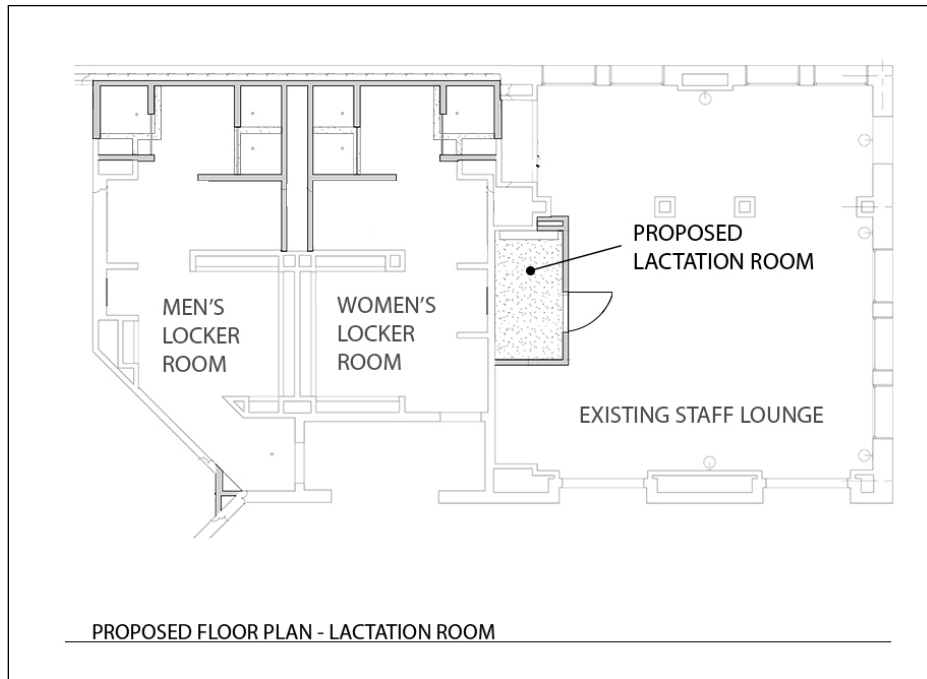 PROPOSED
LACTATION ROOM
MEN'S
LOCKER
ROOM
WOMEN'S
LOCKER
ROOM
EXISTING STAFF LOUNGE
PROPOSED FLOOR PLAN - LACTATION ROOM